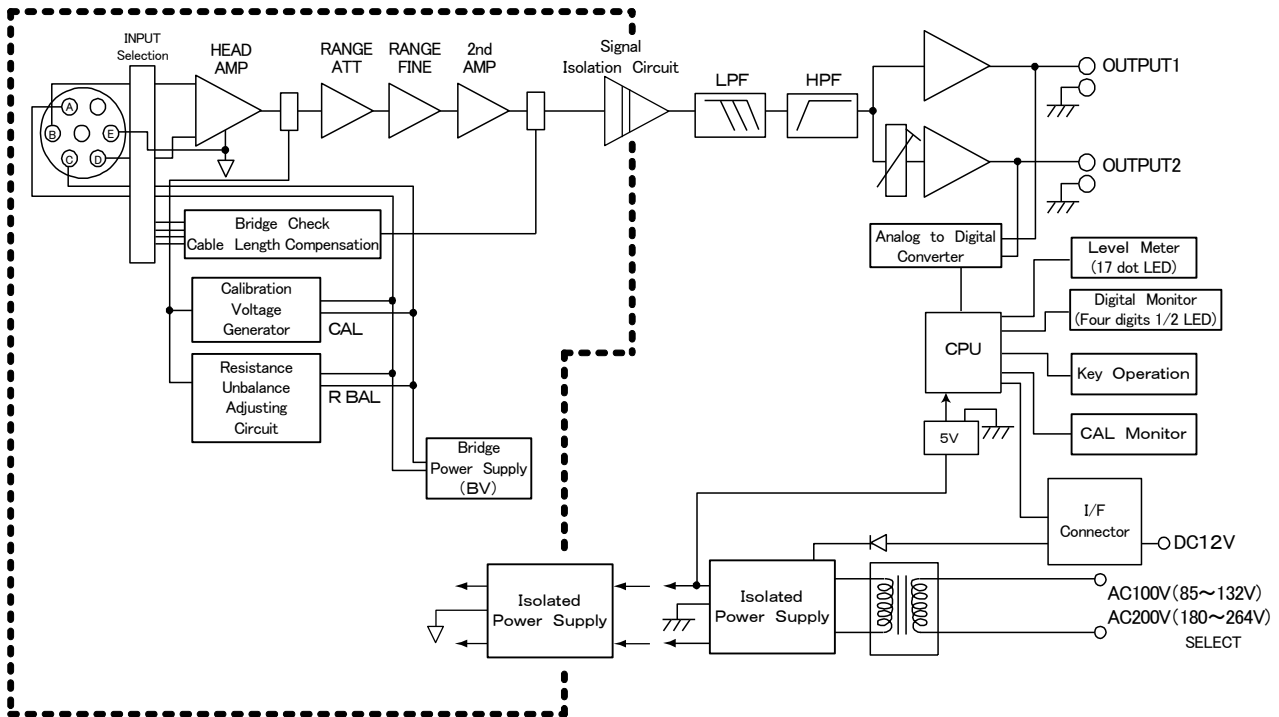 INPUT
Selection
HEAD
AMP
RANGE
ATT
RANGE
FINE
2nd
AMP
Signal
Isolation Circuit
LPF
HPF
OUTPUT1
OUTPUT2
A
B
E
C
D
Bridge Check
Cable Length Compensation
Analog to Digital
Converter
Level Meter
(17 dot LED)
Calibration
Voltage
Generator
CAL
Digital Monitor
(Four digits 1/2 LED)
CPU
Resistance
Unbalance
Adjusting
Circuit
R BAL
Key Operation
CAL Monitor
5V
Bridge
Power Supply
(BV)
I/F
Connector
DC12V
Isolated
Power Supply
Isolated
Power Supply
AC100V(85～132V)
AC200V(180～264V)
SELECT